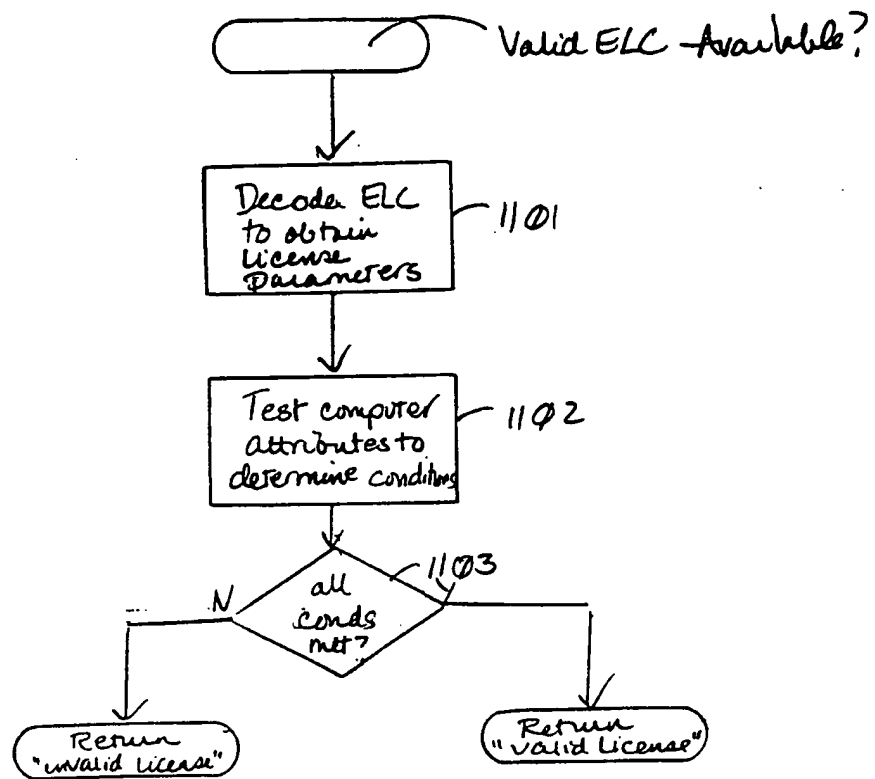 Valid ELC Available?
Decoder ELC
to obtain
License
Parameters
1101
Test computer
attributes to
determine conditions
1102
1103
all
conds
met?
N
Y
Return
"invalid License"
Return
"valid License"